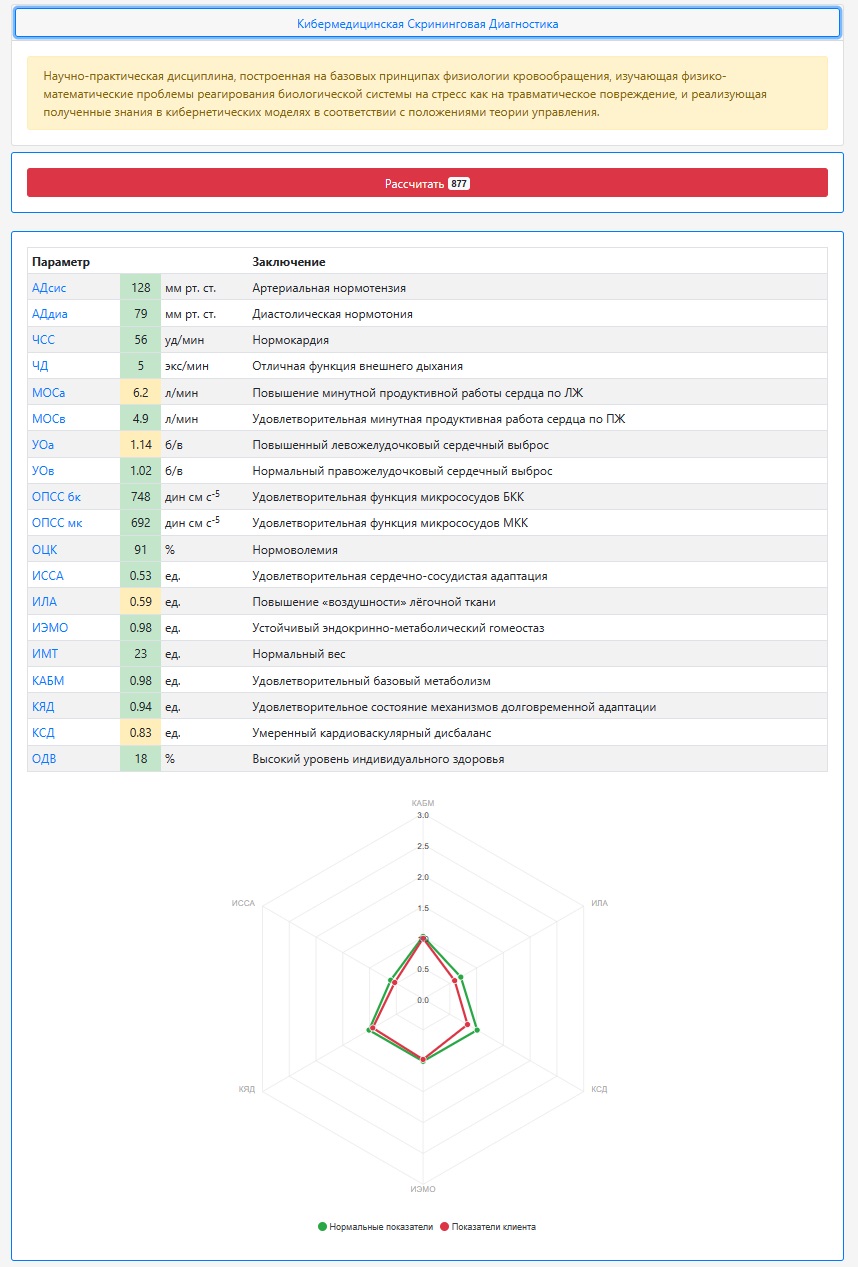 Кибермедицинская Скрининговая Диагностика
Научно-практическая дисциплина, построенная на базовых принципах физиологии кровообращения, изучающая физико-
математические проблемы реагирования биологической системы на стресс как на травматическое повреждение, и реализующая
полученные знания в кибернетических моделях в соответствии с положениями теории управления.
Рассчитать 877
Параметр Заключение
АДсис 128 мм рт. ст. Артериальная нормотензия
АДдиа 79 мм рт. ст. Диастолическая нормотония
ЧСС 56 уд/мин Нормокардия
ЧД 5 экс/мин Отличная функция внешнего дыхания
МОСа 6.2 л/мин Повышение минутной продуктивной работы сердца по ЛЖ
МОСв 4.9 л/мин Удовлетворительная минутная продуктивная работа сердца по ПЖ
УОа 1.14 б/в Повышенный левожелудочковый сердечный выброс
УОв 1.02 б/в Нормальный правожелудочковый сердечный выброс
ОПСС бк 748 дин см с-5 Удовлетворительная функция микрососудов БКК
ОПСС мк 692 дин см с-5 Удовлетворительная функция микрососудов МКК
ОЦК 91 % Нормоволемия
ИССА 0.53 ед. Удовлетворительная сердечно-сосудистая адаптация
ИЛА 0.59 ед. Повышение «воздушности» лёгочной ткани
ИЭМО 0.98 ед. Устойчивый эндокринно-метаболический гомеостаз
ИМТ 23 ед. Нормальный вес
КАБМ 0.98 ед. Удовлетворительный базовый метаболизм
КЯД 0.94 ед. Удовлетворительное состояние механизмов долговременной адаптации
КСД 0.83 ед. Умеренный кардиоваскулярный дисбаланс
ОДВ 18 % Высокий уровень индивидуального здоровья
КАБМ
3.0
2.5
2.0
1.5
ИССА
ИЛА
0.5
0.0
КЯД
КСД
ИЭМО
Нормальные показатели Показатели клиента